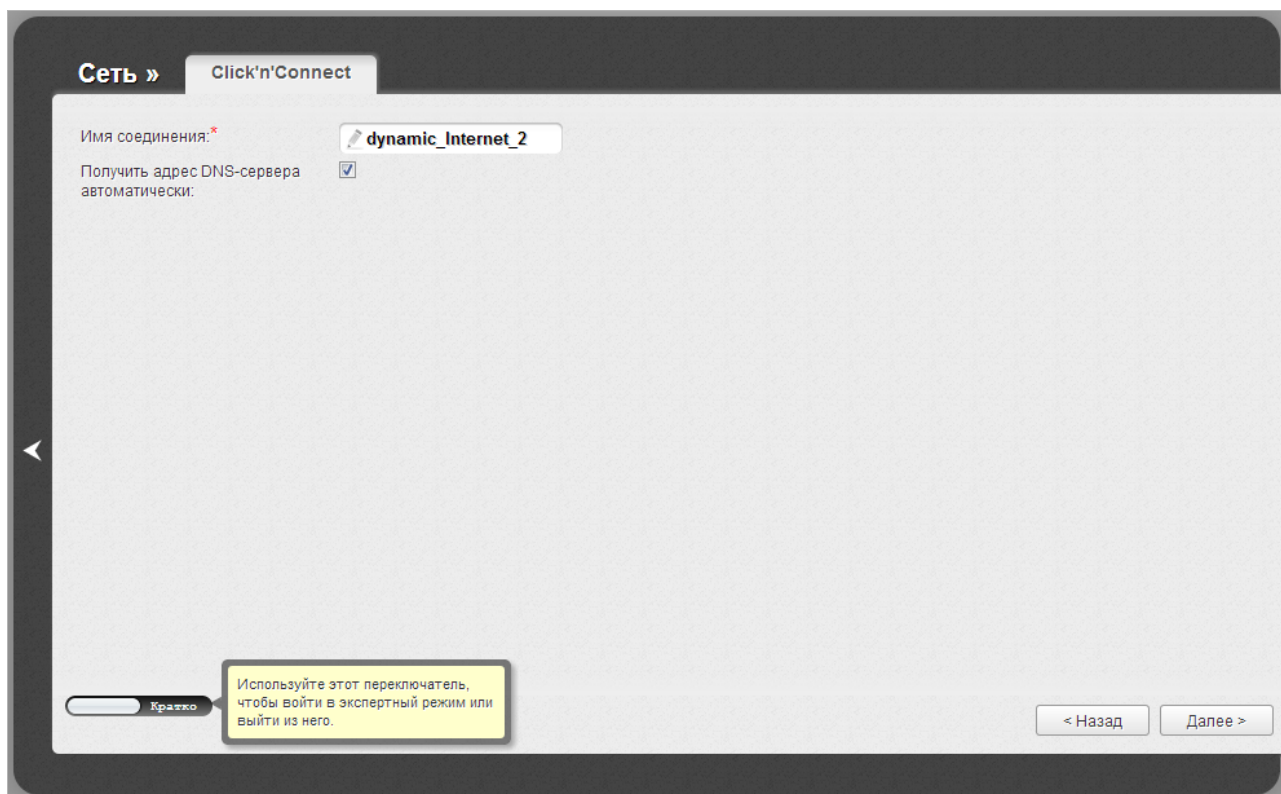 Сеть »
Click'n'Connect
Имя соединения:*
dynamic_Internet_2
Получить адрес DNS-сервера
автоматически:
Используйте этот переключатель,
чтобы войти в экспертный режим или
выйти из него.
Кратко
< Назад
Далее >